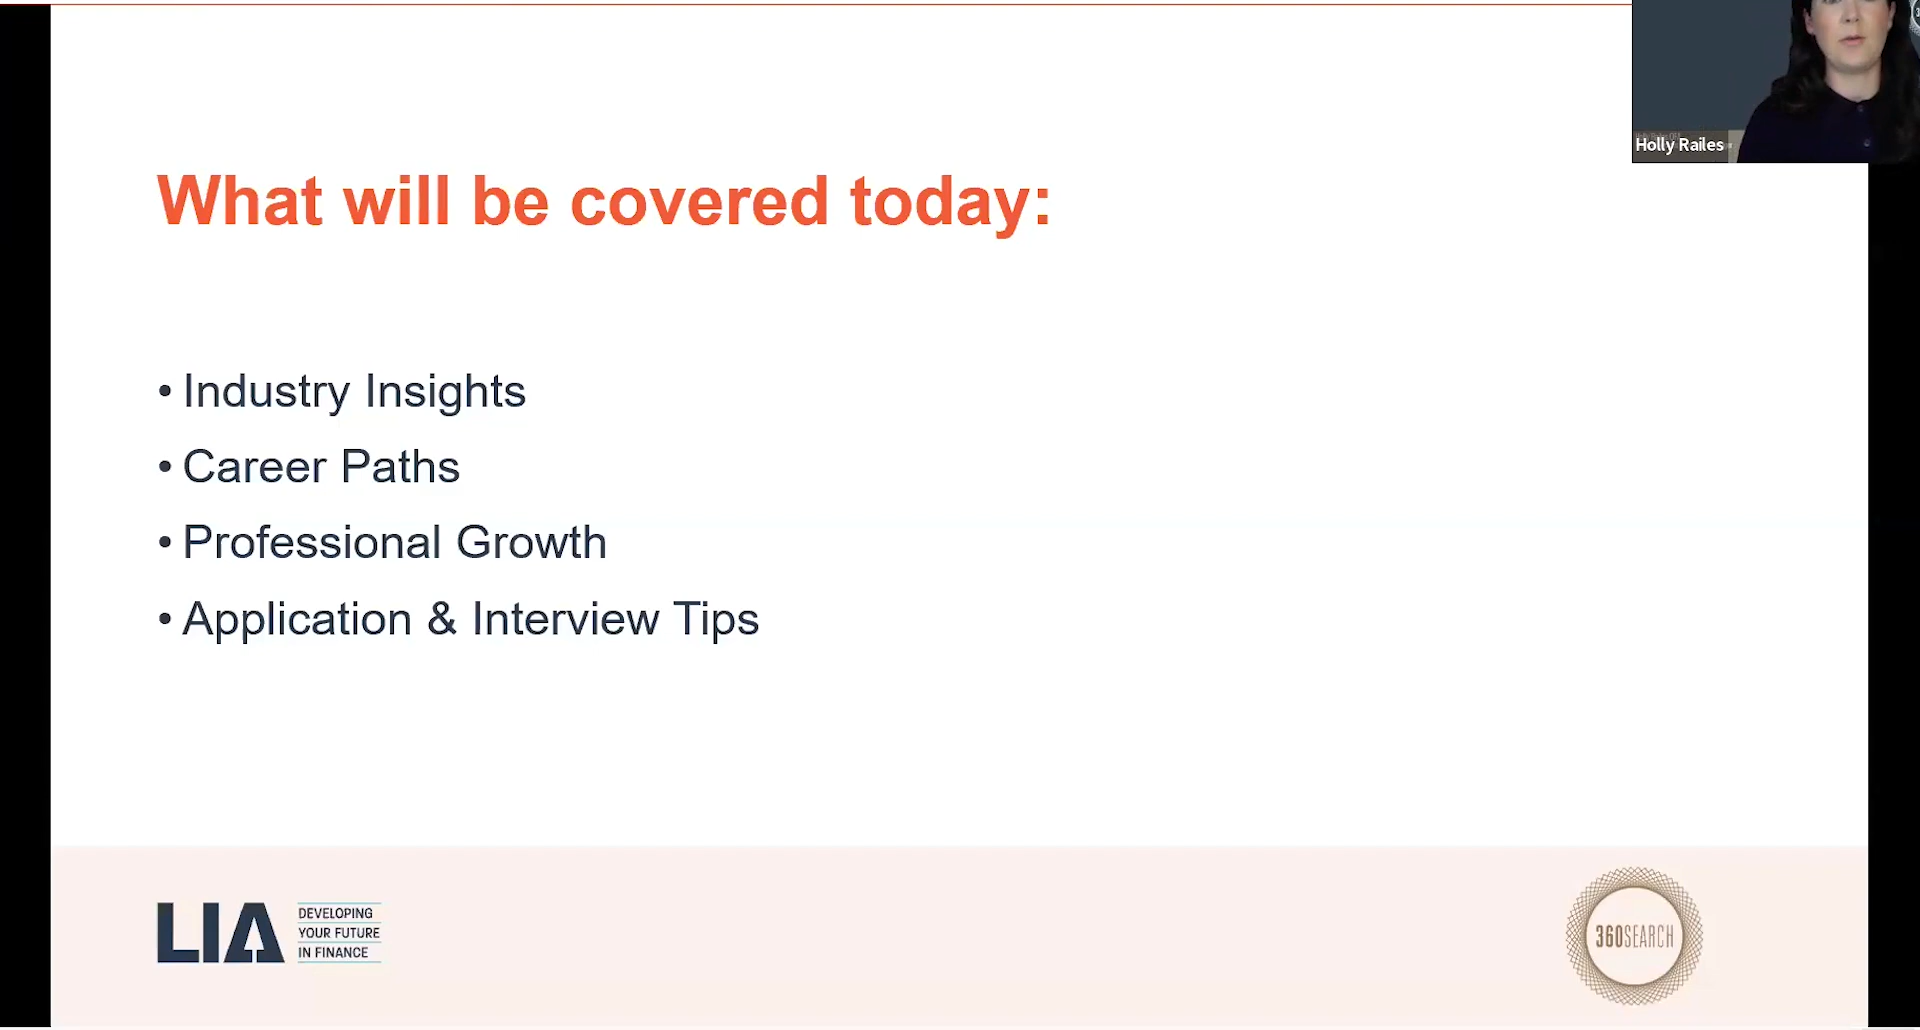 Holly Railes
What will be covered today:
• Industry Insights
• Career Paths
• Professional Growth
• Application & Interview Tips
LIA
DEVELOPING
YOUR FUTURE
IN FINANCE
360SEARCH